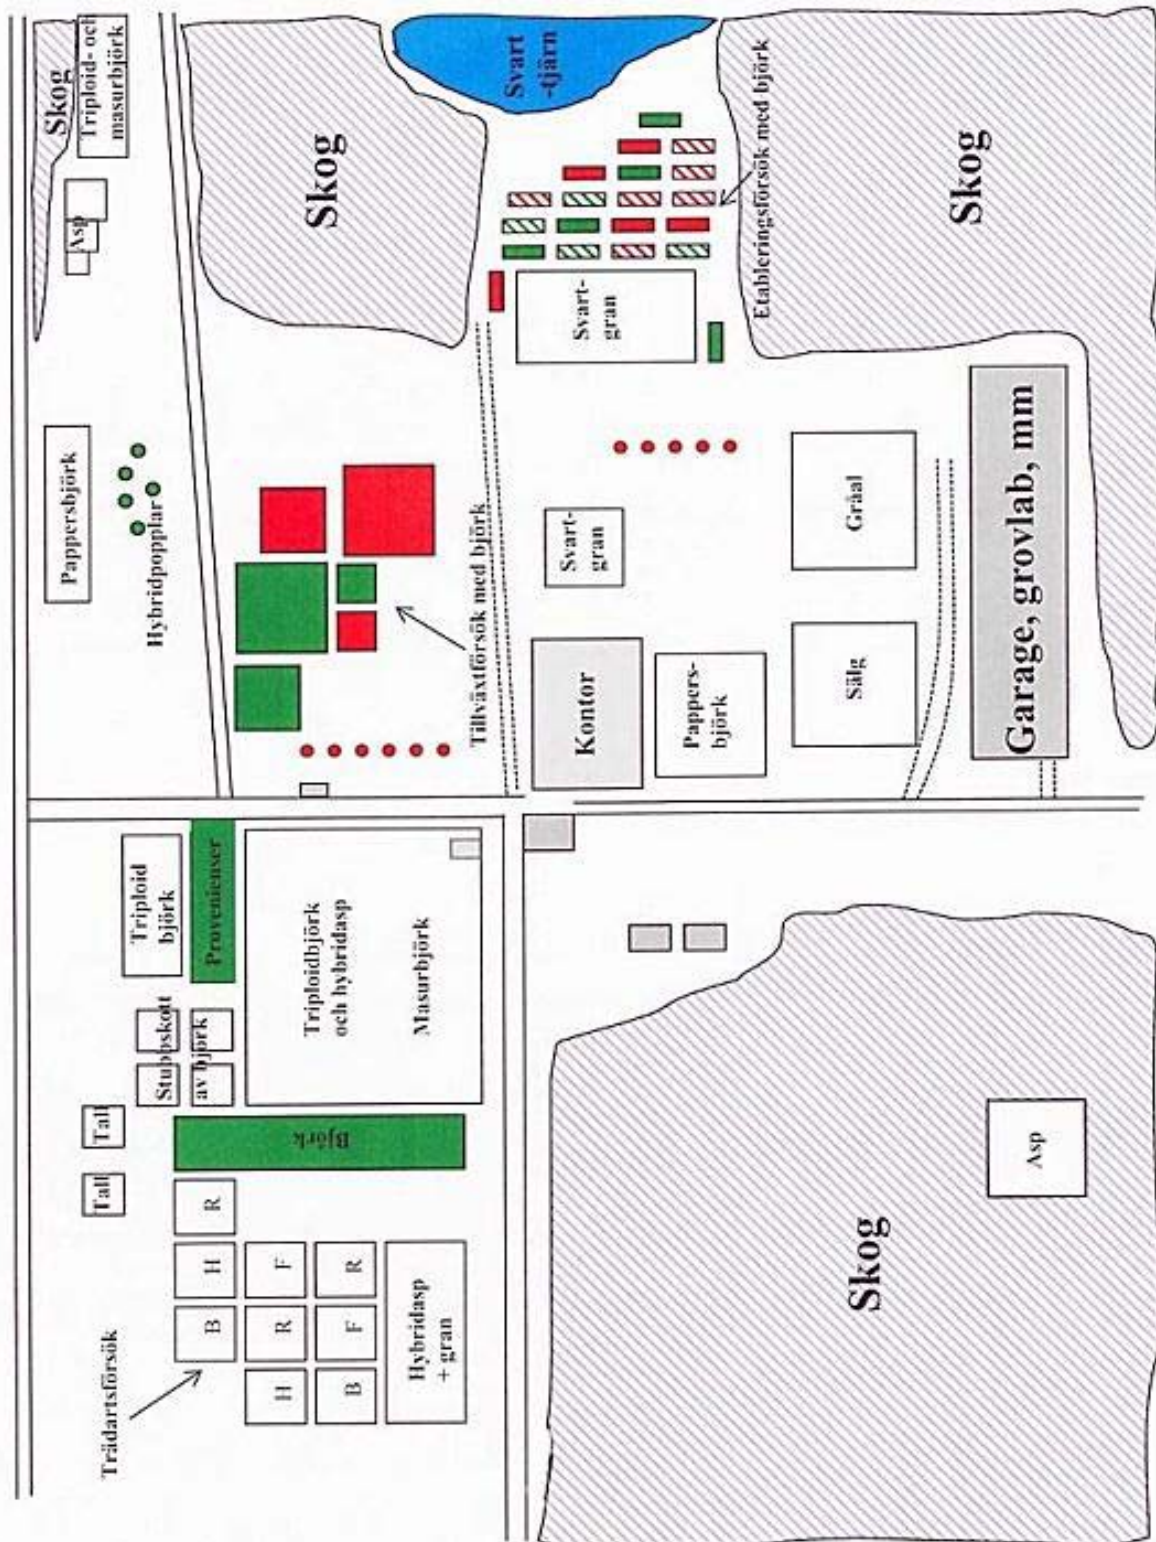 Trädartsförsök
B
H
R
H
R
F
B
F
R
Hybridasp
+ gran
Tall
Tall
Stubbskott
av björk
Björk
Triploid
björk
Provenienser
Triploidbjörk
och hybridasp
Masurbjörk
Skog
Asp
Pappersbjörk
Hybridpopplar
Asp
Skog
Triploid- och
masurbjörk
Skog
Tillväxtförsök med björk
Kontor
Pappers-
björk
Svart-
gran
Svart-
gran
Svart
-tjärn
Etableringsförsök med björk
Sälg
Gråal
Skog
Garage, grovlab, mm